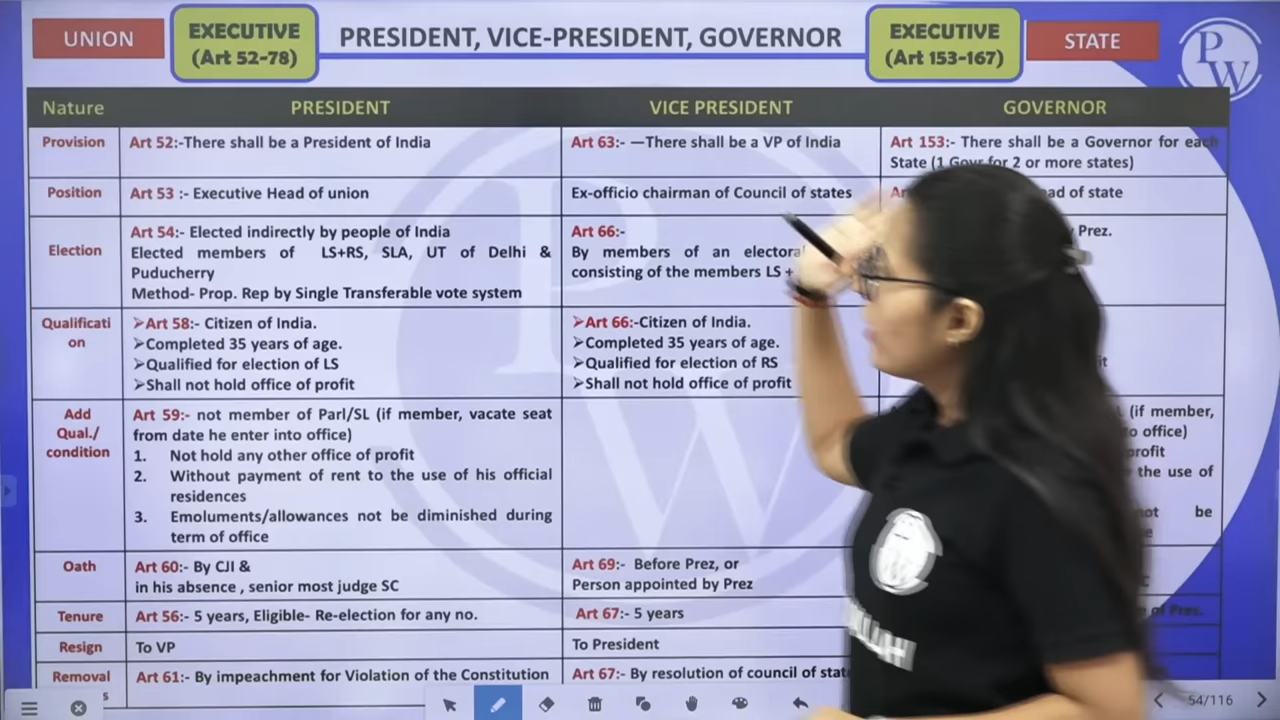 UNION
EXECUTIVE
(Art 52-78)
PRESIDENT, VICE-PRESIDENT, GOVERNOR
EXECUTIVE
(Art 153-167)
STATE
PW
Nature
PRESIDENT
VICE PRESIDENT
GOVERNOR
Provision
Art 52:-There shall be a President of India
Art 63:- —There shall be a VP of India
Art 153:- There shall be a Governor for each
State (1 Govr for 2 or more states)
Position
Art 53 :- Executive Head of union
Ex-officio chairman of Council of states
ad of state
Election
Art 54:- Elected indirectly by people of India
Elected members of LS+RS, SLA, UT of Delhi &
Puducherry
Method- Prop. Rep by Single Transferable vote system
Art 66:-
By members of an electora
consisting of the members LS +
Prez.
Qualificati
on
➢Art 58:- Citizen of India.
➢Completed 35 years of age.
➢Qualified for election of LS
➢Shall not hold office of profit
➢Art 66:-Citizen of India.
➢Completed 35 years of age.
➢Qualified for election of RS
➢Shall not hold office of profit
it
Add
Qual./
condition
Art 59:- not member of Parl/SL (if member, vacate seat
from date he enter into office)
1. Not hold any other office of profit
2. Without payment of rent to the use of his official
residences
3. Emoluments/allowances not be diminished during
term of office
(if member,
o office)
profit
the use of
not be
Oath
Art 60:- By CJI &
in his absence , senior most judge SC
Art 69:- Before Prez, or
Person appointed by Prez
Tenure
Art 56:- 5 years, Eligible- Re-election for any no.
Art 67:- 5 years
of Pres.
Resign
To VP
To President
Removal
s
Art 61:- By impeachment for Violation of the Constitution
Art 67:- By resolution of council of stat
54/116